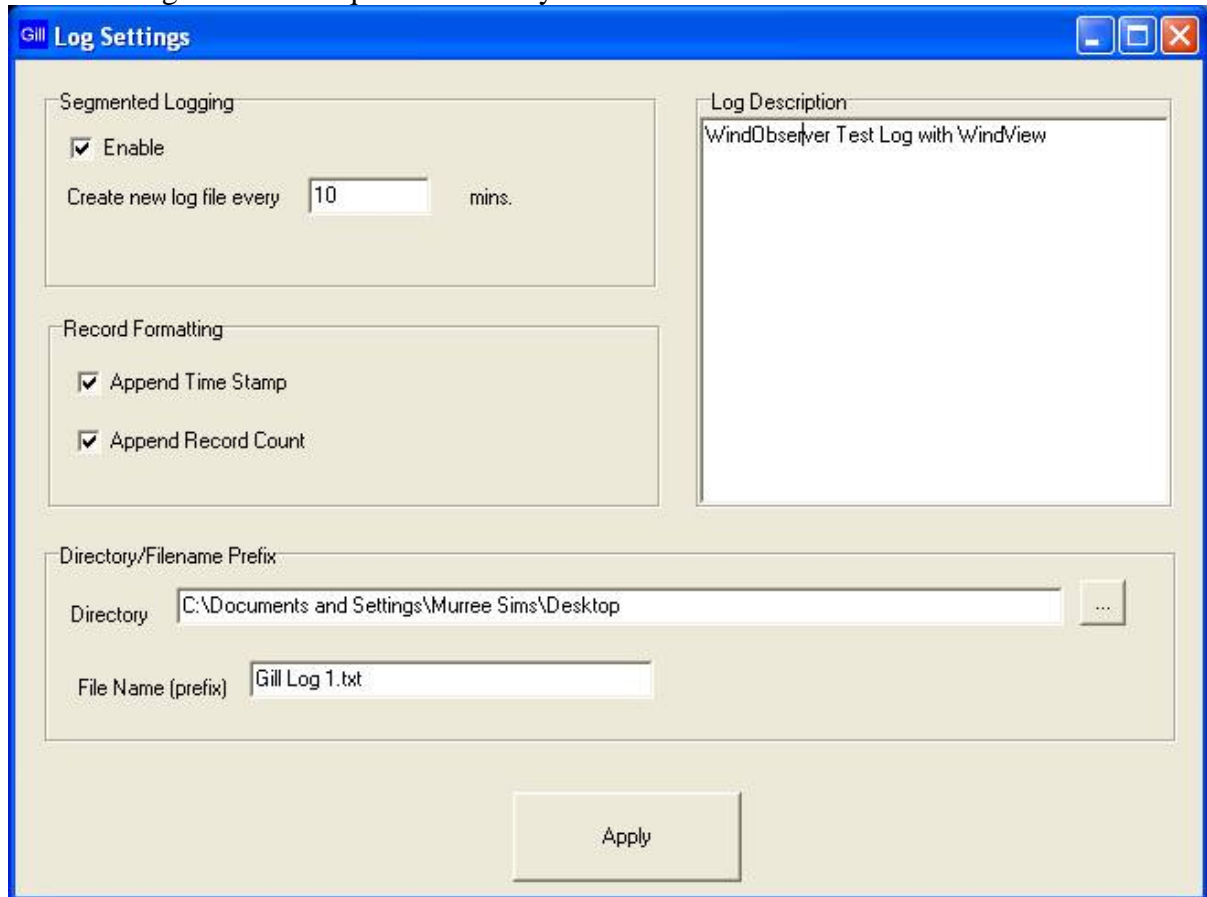 Gill Log Settings
Segmented Logging
Enable
Create new log file every 10 mins.
Record Formatting
Append Time Stamp
Append Record Count
Log Description
WindObserver Test Log with WindView
Directory/Filename Prefix
Directory C:\Documents and Settings\Murree Sims\Desktop ...
File Name (prefix) Gill Log 1.txt
Apply